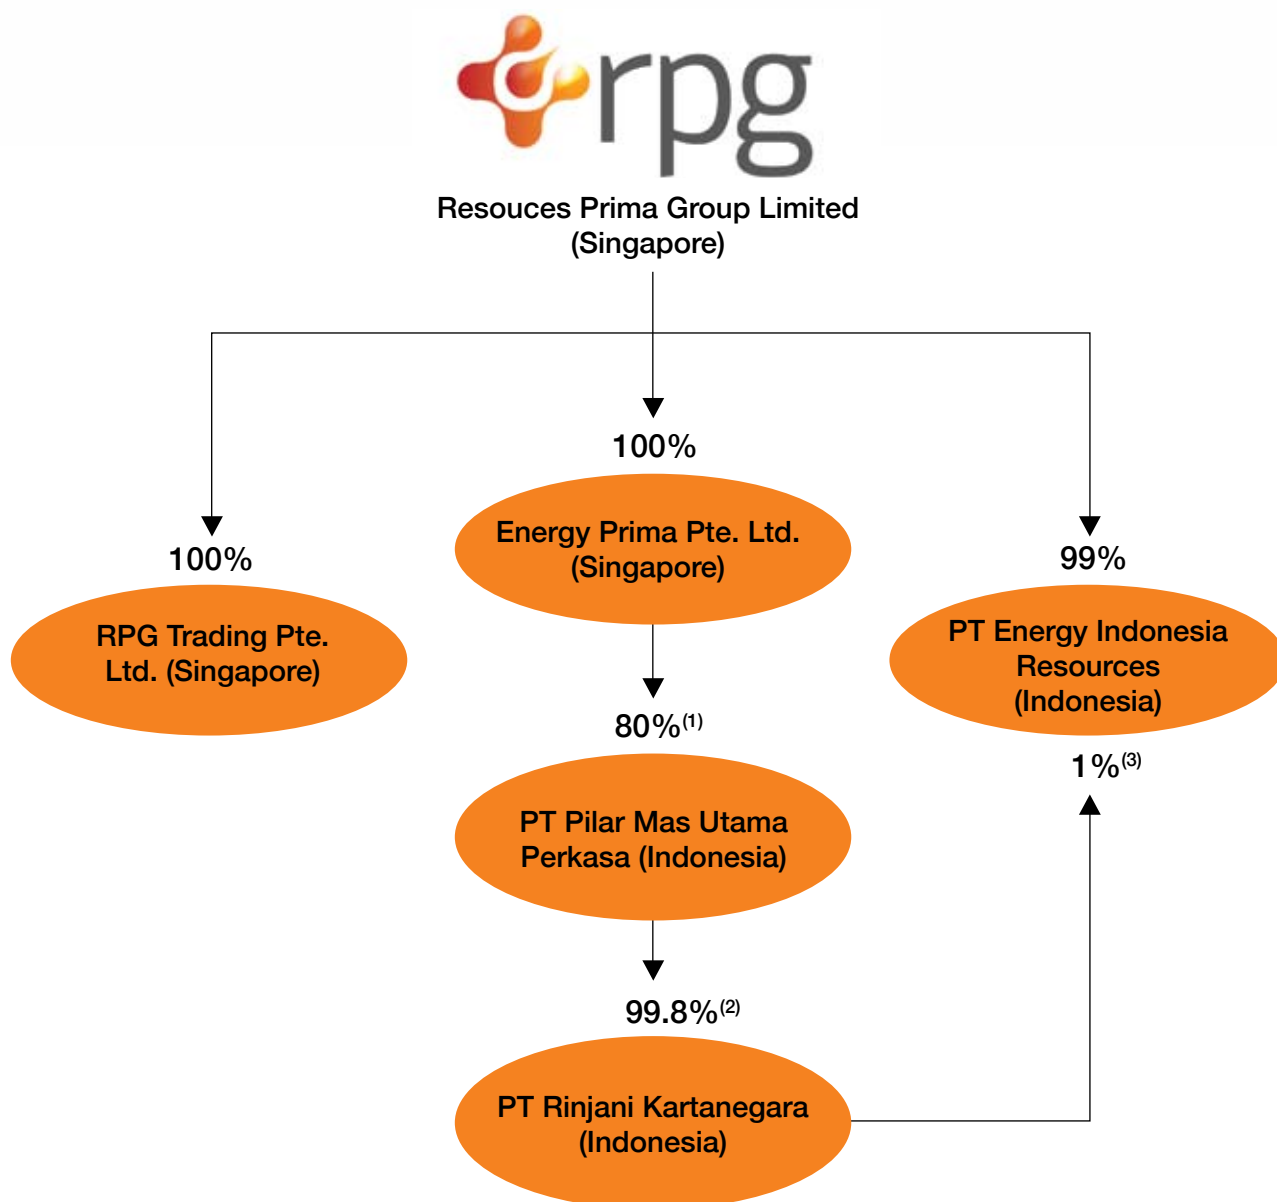 rpg
Resouces Prima Group Limited
(Singapore)
100%
Energy Prima Pte. Ltd.
(Singapore)
100%
RPG Trading Pte.
Ltd. (Singapore)
99%
PT Energy Indonesia
Resources
(Indonesia)
80%(1)
PT Pilar Mas Utama
Perkasa (Indonesia)
1%(3)
99.8%(2)
PT Rinjani Kartanegara
(Indonesia)